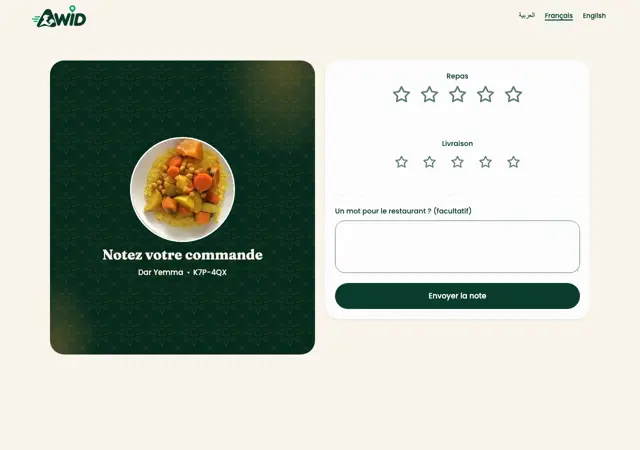 AWID
العربية
Français
English
Notez votre commande
Dar Yemma • K7P-4QX
Repas
Livraison
Un mot pour le restaurant ? (facultatif)
Envoyer la note